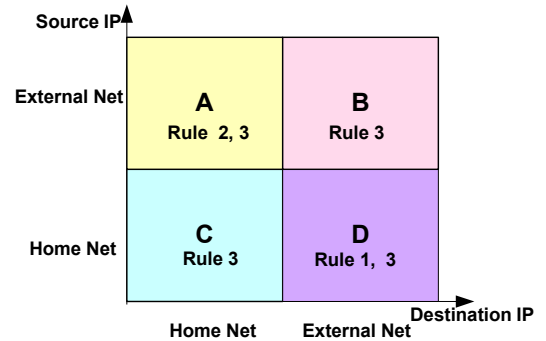 Source IP
External Net
A
Rule 2, 3
B
Rule 3
Home Net
C
Rule 3
D
Rule 1, 3
Destination IP
Home Net
External Net